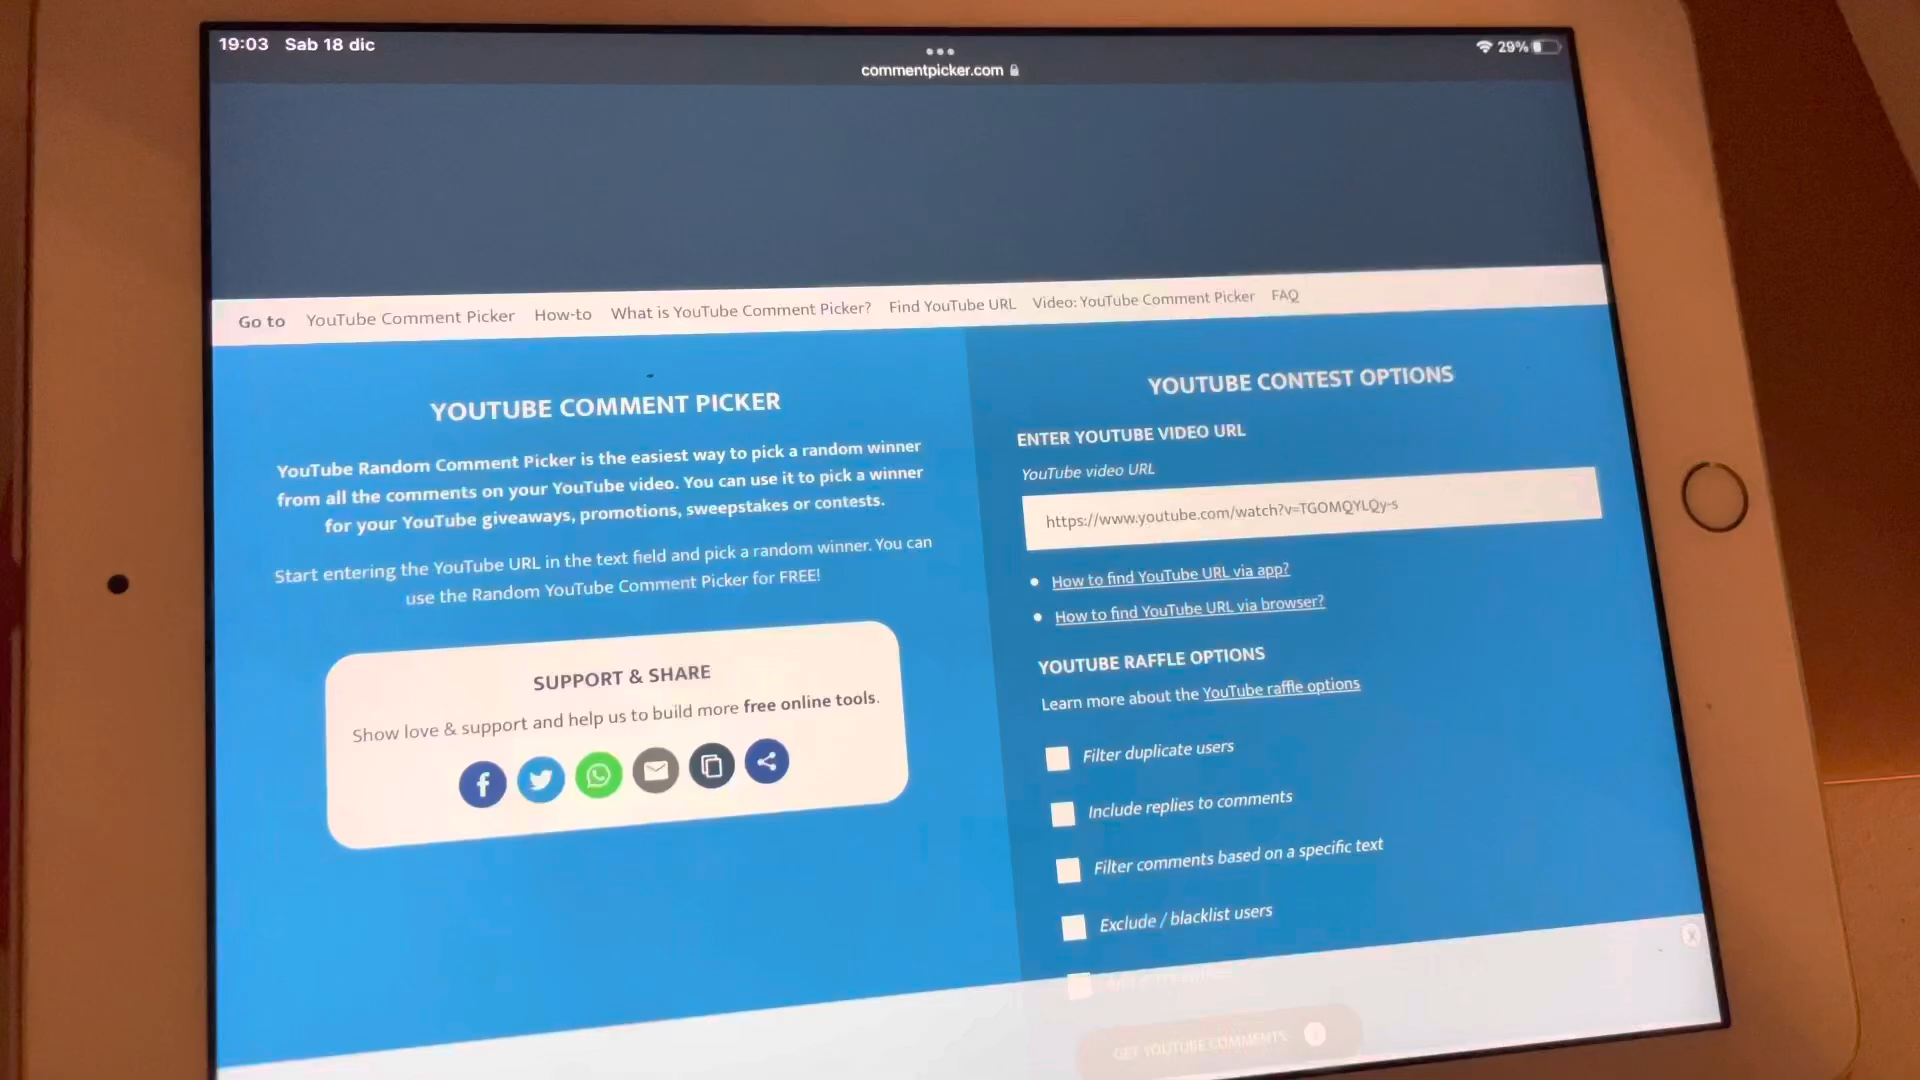 19:03 Sab 18 dic
29%
commentpicker.com
Go to YouTube Comment Picker How-to What is YouTube Comment Picker? Find YouTube URL Video: YouTube Comment Picker FAQ
YOUTUBE COMMENT PICKER
YouTube Random Comment Picker is the easiest way to pick a random winner
from all the comments on your YouTube video. You can use it to pick a winner
for your YouTube giveaways, promotions, sweepstakes or contests.
Start entering the YouTube URL in the text field and pick a random winner. You can
use the Random YouTube Comment Picker for FREE!
SUPPORT & SHARE
Show love & support and help us to build more free online tools.
YOUTUBE CONTEST OPTIONS
ENTER YOUTUBE VIDEO URL
YouTube video URL
https://www.youtube.com/watch?v=TGOMQYLQy-s
How to find YouTube URL via app?
How to find YouTube URL via browser?
YOUTUBE RAFFLE OPTIONS
Learn more about the YouTube raffle options
Filter duplicate users
Include replies to comments
Filter comments based on a specific text
Exclude / blacklist users
GET YOUTUBE COMMENTS